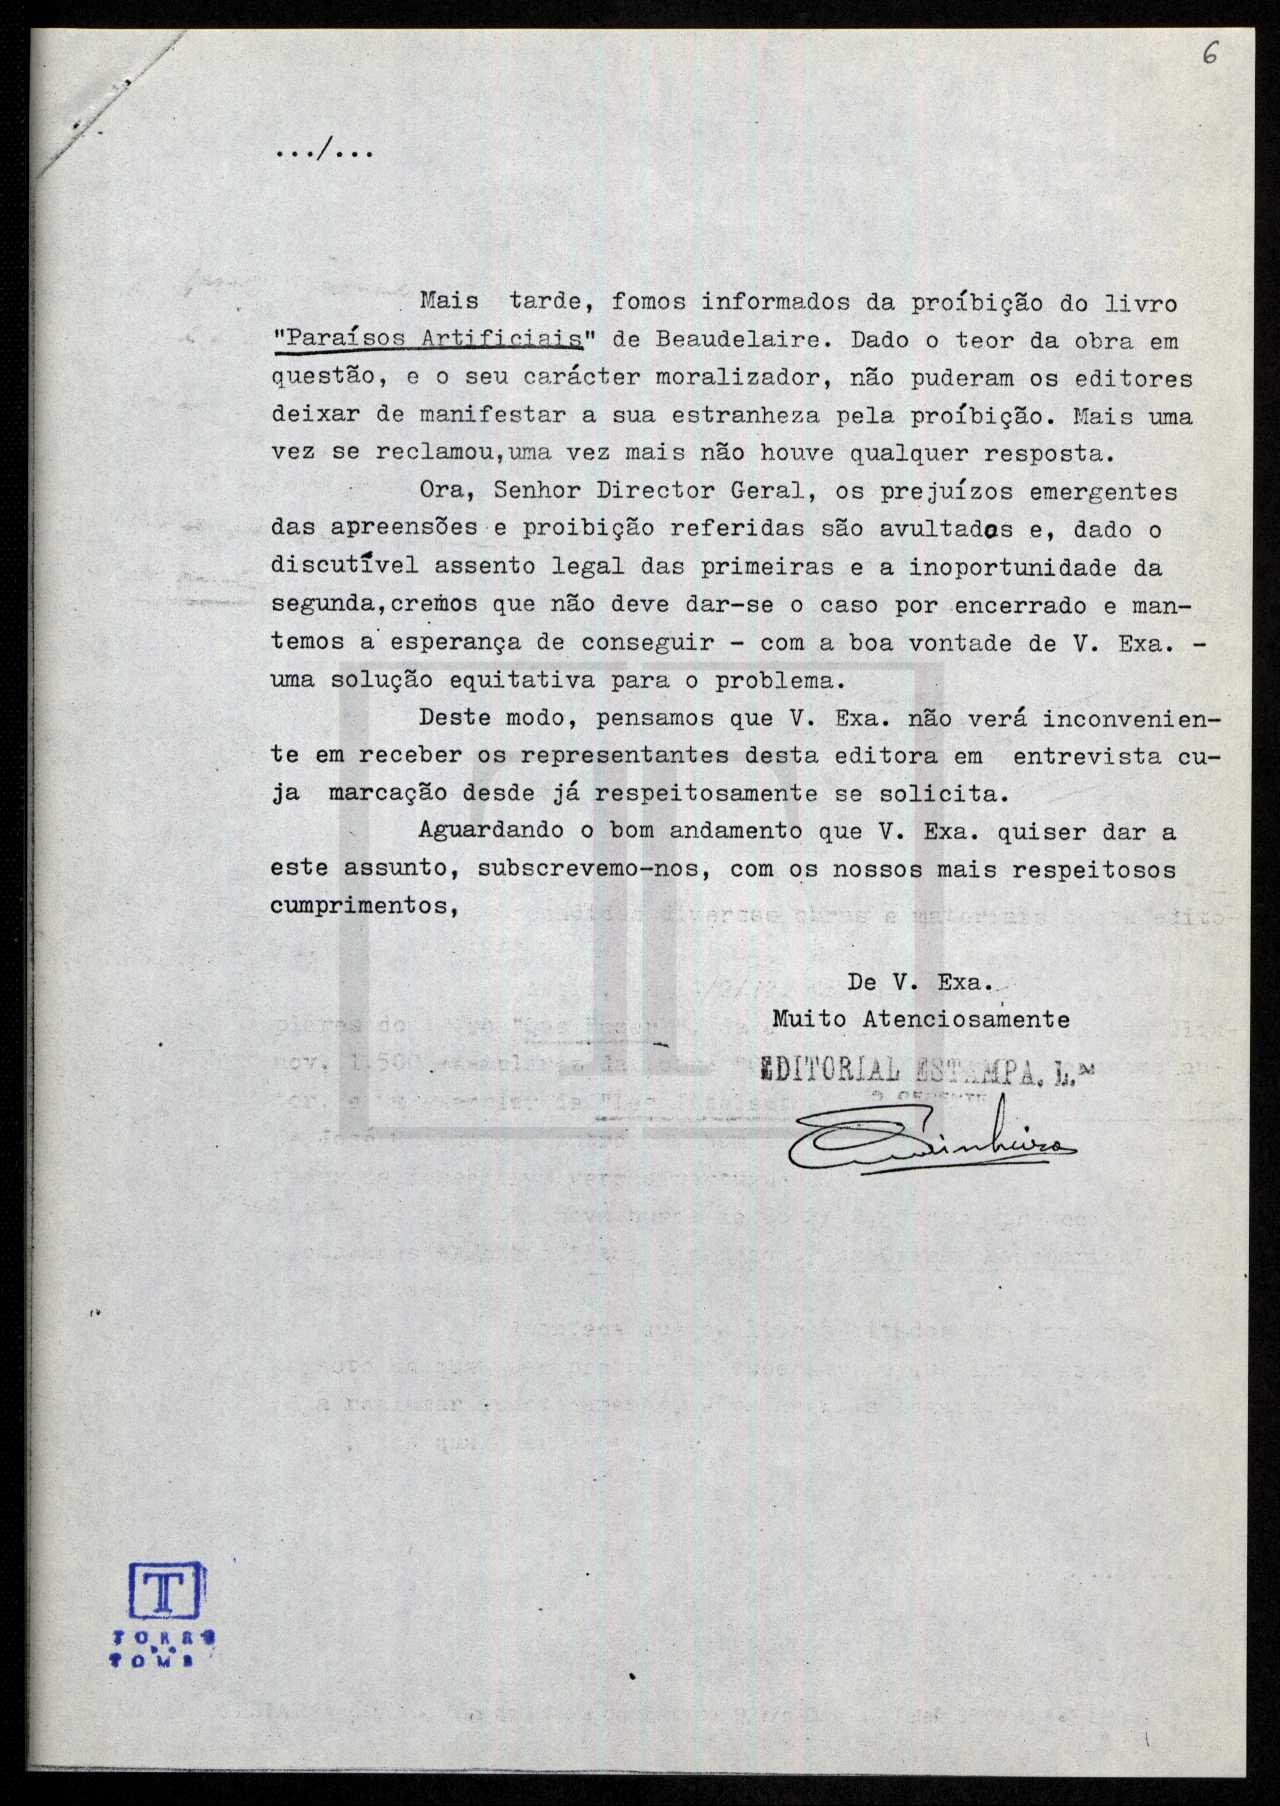 6
.../...
Mais tarde, fomos informados da proíbição do livro
"Paraísos Artificiais" de Beaudelaire. Dado o teor da obra em
questão, e o seu carácter moralizador, não puderam os editores
deixar de manifestar a sua estranheza pela proíbição. Mais uma
vez se reclamou,uma vez mais não houve qualquer resposta.
Ora, Senhor Director Geral, os prejuízos emergentes
das apreensões e proibição referidas são avultados e, dado o
discutível assento legal das primeiras e a inoportunidade da
segunda,cremos que não deve dar-se o caso por encerrado e man-
temos a esperança de conseguir - com a boa vontade de V. Exa. -
uma solução equitativa para o problema.
Deste modo, pensamos que V. Exa. não verá inconvenien-
te em receber os representantes desta editora em entrevista cu-
ja marcação desde já respeitosamente se solicita.
Aguardando o bom andamento que V. Exa. quiser dar a
este assunto, subscrevemo-nos, com os nossos mais respeitosos
cumprimentos,
De V. Exa.
Muito Atenciosamente
EDITORIAL ESTAMPA, L.DA
O GERENTE
T
TORRE
DO
TOMB